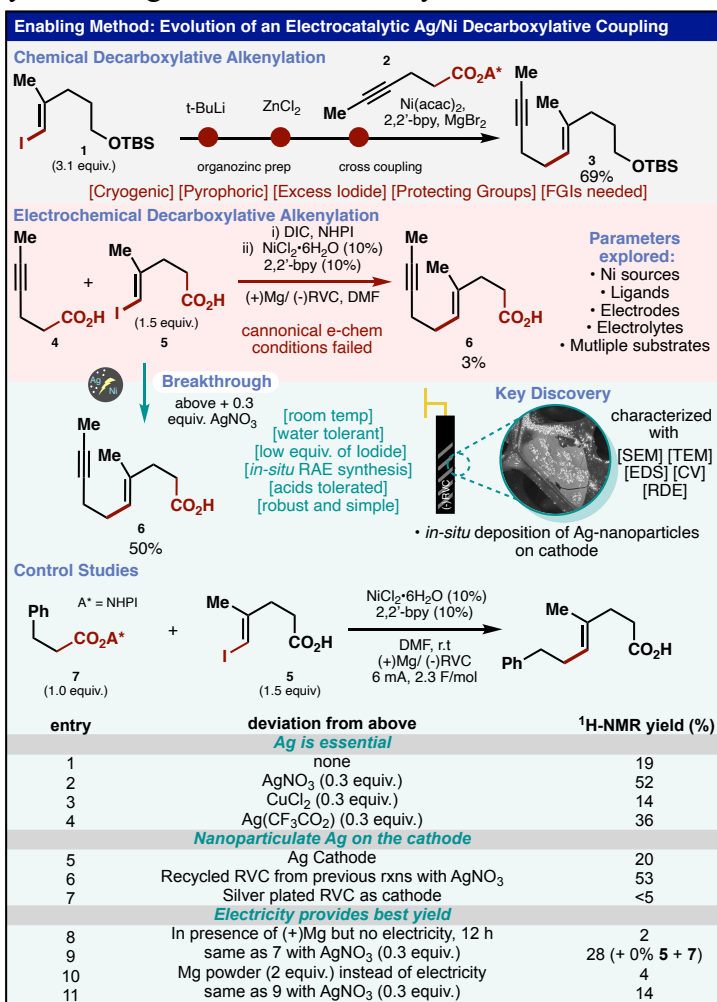 Enabling Method: Evolution of an Electrocatalytic Ag/Ni Decarboxylative Coupling
Chemical Decarboxylative Alkenylation
Me
I
1
(3.1 equiv.)
OTBS
t-BuLi
ZnCl2
2
CO2A*
Me
Ni(acac)2,
2,2'-bpy, MgBr2
organozinc prep
cross coupling
Me
Me
3
OTBS
69%
[Cryogenic] [Pyrophoric] [Excess Iodide] [Protecting Groups] [FGIs needed]
Electrochemical Decarboxylative Alkenylation
Me
CO2H
4
+
Me
I
CO2H
(1.5 equiv.)
5
i) DIC, NHPI
ii) NiCl2•6H2O (10%)
2,2'-bpy (10%)
(+)Mg/ (-)RVC, DMF
cannonical e-chem
conditions failed
Me
Me
CO2H
6
3%
Parameters
explored:
• Ni sources
• Ligands
• Electrodes
• Electrolytes
• Mutliple substrates
Ag
Ni
Breakthrough
above + 0.3
equiv. AgNO3
Me
Me
CO2H
6
50%
[room temp]
[water tolerant]
[low equiv. of Iodide]
[in-situ RAE synthesis]
[acids tolerated]
[robust and simple]
Key Discovery
(-)RVC
characterized
with
[SEM] [TEM]
[EDS] [CV]
[RDE]
• in-situ deposition of Ag-nanoparticles
on cathode
Control Studies
Ph
A* = NHPI
CO2A*
7
(1.0 equiv.)
+
Me
I
CO2H
5
(1.5 equiv)
NiCl2•6H2O (10%)
2,2'-bpy (10%)
DMF, r.t
(+)Mg/ (-)RVC
6 mA, 2.3 F/mol
Me
Ph
CO2H
entry deviation from above 1H-NMR yield (%)
Ag is essential
1 none 19
2 AgNO3 (0.3 equiv.) 52
3 CuCl2 (0.3 equiv.) 14
4 Ag(CF3CO2) (0.3 equiv.) 36
Nanoparticulate Ag on the cathode
5 Ag Cathode 20
6 Recycled RVC from previous rxns with AgNO3 53
7 Silver plated RVC as cathode <5
Electricity provides best yield
8 In presence of (+)Mg but no electricity, 12 h 2
9 same as 7 with AgNO3 (0.3 equiv.) 28 (+ 0% 5 + 7)
10 Mg powder (2 equiv.) instead of electricity 4
11 same as 9 with AgNO3 (0.3 equiv.) 14